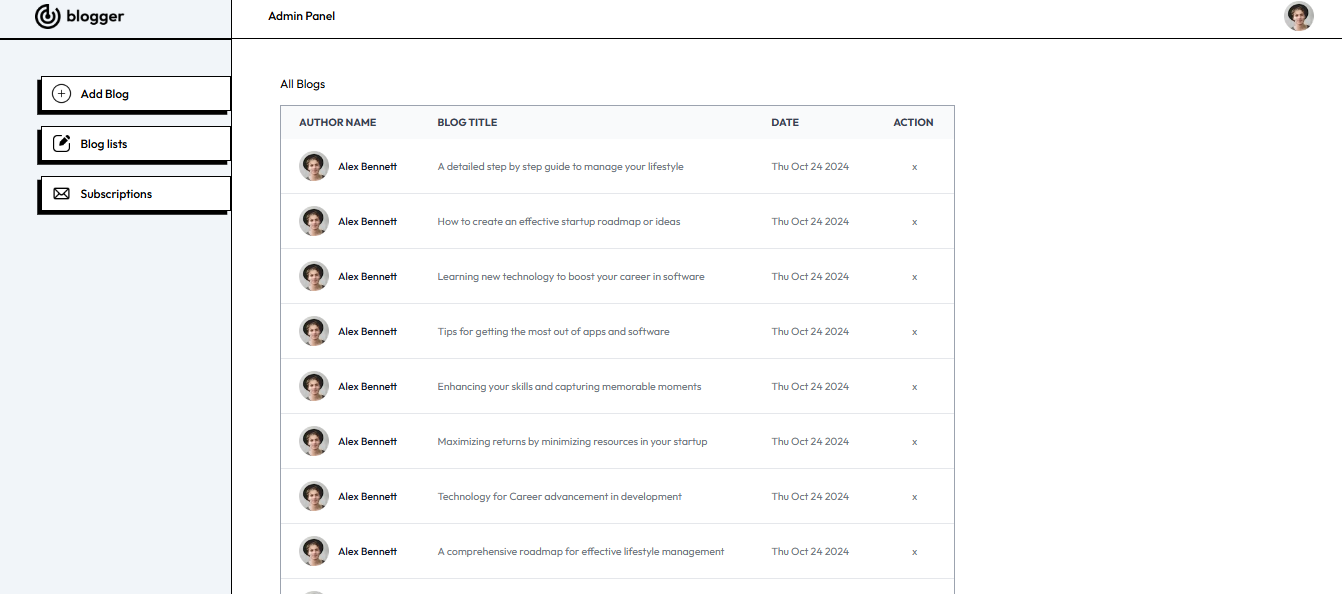 blogger
Admin Panel
Add Blog
Blog lists
Subscriptions
All Blogs
AUTHOR NAME BLOG TITLE DATE ACTION
Alex Bennett A detailed step by step guide to manage your lifestyle Thu Oct 24 2024 x
Alex Bennett How to create an effective startup roadmap or ideas Thu Oct 24 2024 x
Alex Bennett Learning new technology to boost your career in software Thu Oct 24 2024 x
Alex Bennett Tips for getting the most out of apps and software Thu Oct 24 2024 x
Alex Bennett Enhancing your skills and capturing memorable moments Thu Oct 24 2024 x
Alex Bennett Maximizing returns by minimizing resources in your startup Thu Oct 24 2024 x
Alex Bennett Technology for Career advancement in development Thu Oct 24 2024 x
Alex Bennett A comprehensive roadmap for effective lifestyle management Thu Oct 24 2024 x